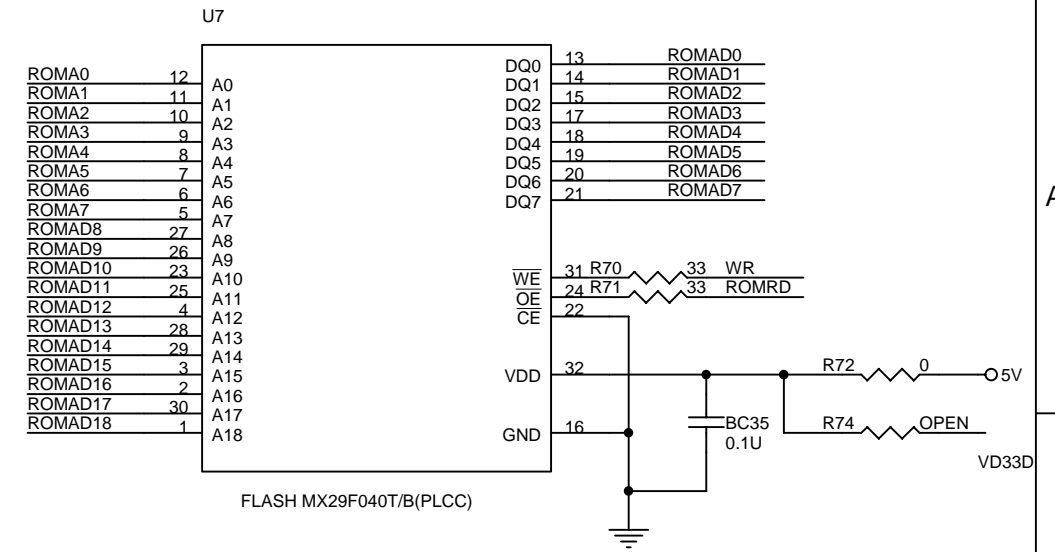 U7
ROMA0 12 A0 DQ0 13 ROMAD0
ROMA1 11 A1 DQ1 14 ROMAD1
ROMA2 10 A2 DQ2 15 ROMAD2
ROMA3 9 A3 DQ3 17 ROMAD3
ROMA4 8 A4 DQ4 18 ROMAD4
ROMA5 7 A5 DQ5 19 ROMAD5
ROMA6 6 A6 DQ6 20 ROMAD6
ROMA7 5 A7 DQ7 21 ROMAD7
ROMAD8 27 A8
ROMAD9 26 A9
ROMAD10 23 A10 WE 31 R70 33 WR
ROMAD11 25 A11 OE 24 R71 33 ROMRD
ROMAD12 4 A12 CE 22
ROMAD13 28 A13
ROMAD14 29 A14
ROMAD15 3 A15 VDD 32 R72 0 5V
ROMAD16 2 A16
ROMAD17 30 A17
ROMAD18 1 A18 GND 16 BC35 R74 OPEN
0.1U
VD33D
FLASH MX29F040T/B(PLCC)